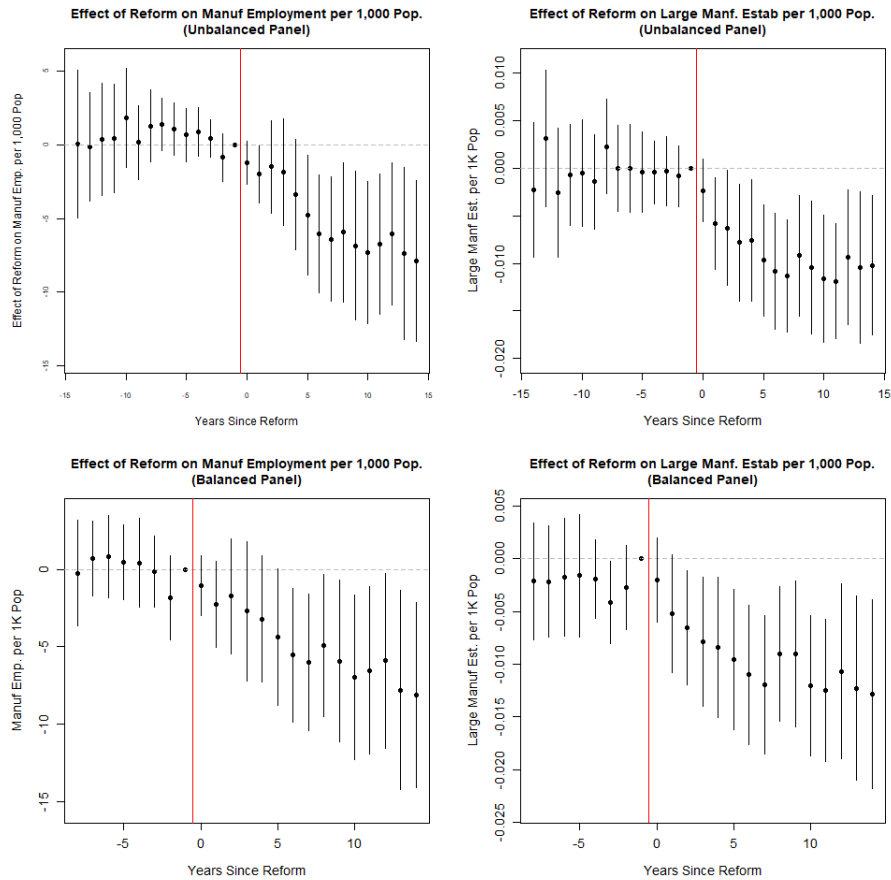 Effect of Reform on Manuf Employment per 1,000 Pop.
(Unbalanced Panel)
Effect of Reform on Manuf Emp. per 1,000 Pop
5
0
-5
-10
-15
-15 -10 -5 0 5 10 15
Years Since Reform
Effect of Reform on Large Manf. Estab per 1,000 Pop.
(Unbalanced Panel)
Large Manf Est. per 1K Pop
0.010
0.005
0.000
-0.010
-0.020
-15 -10 -5 0 5 10 15
Years Since Reform
Effect of Reform on Manuf Employment per 1,000 Pop.
(Balanced Panel)
Manuf Emp. per 1K Pop
0
-5
-10
-15
-5 0 5 10
Years Since Reform
Effect of Reform on Large Manf. Estab per 1,000 Pop.
(Balanced Panel)
Large Manuf Est. per 1K Pop
0.005
0.000
-0.005
-0.010
-0.015
-0.020
-0.025
-5 0 5 10
Years Since Reform